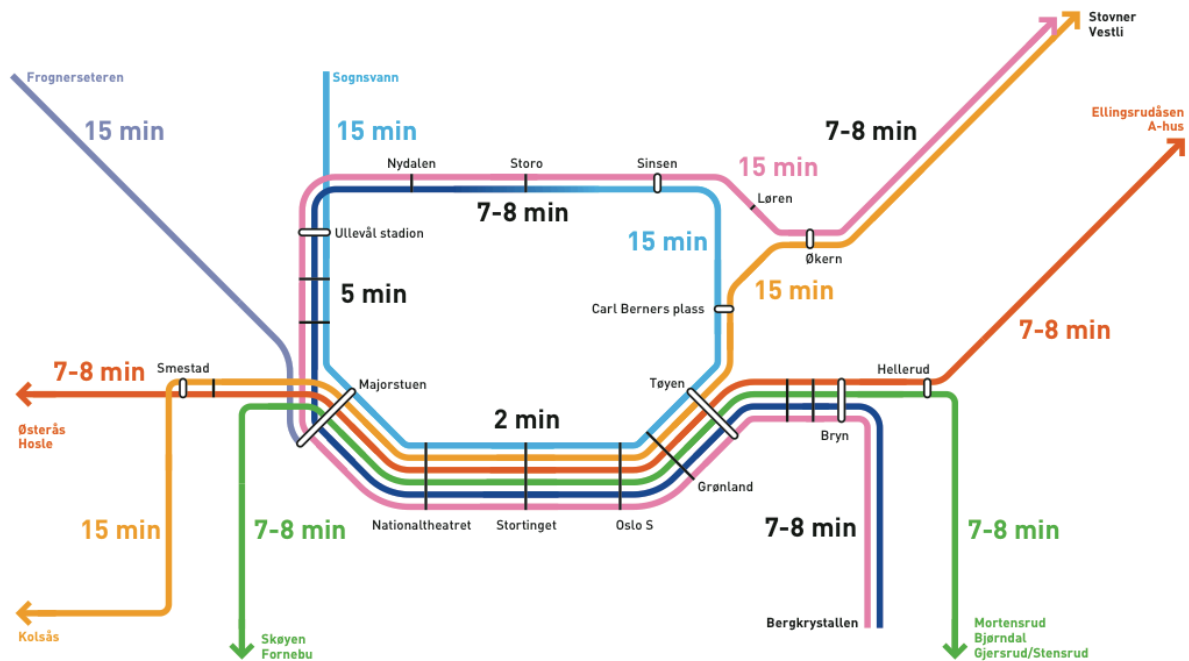 Stovner
Vestli
Frognerseteren
Sognsvann
Ellingsrudåsen
A-hus
15 min
15 min
7-8 min
Nydalen
Storo
Sinsen
15 min
Løren
7-8 min
Ullevål stadion
15 min
Økern
5 min
15 min
Carl Berners plass
7-8 min
7-8 min
Smestad
Majorstuen
Tøyen
Hellerud
2 min
Østerås
Hosle
Bryn
Grønland
Nationaltheatret
Stortinget
Oslo S
15 min
7-8 min
7-8 min
7-8 min
Kolsås
Skøyen
Fornebu
Bergkrystallen
Mortensrud
Bjørndal
Gjersrud/Stensrud